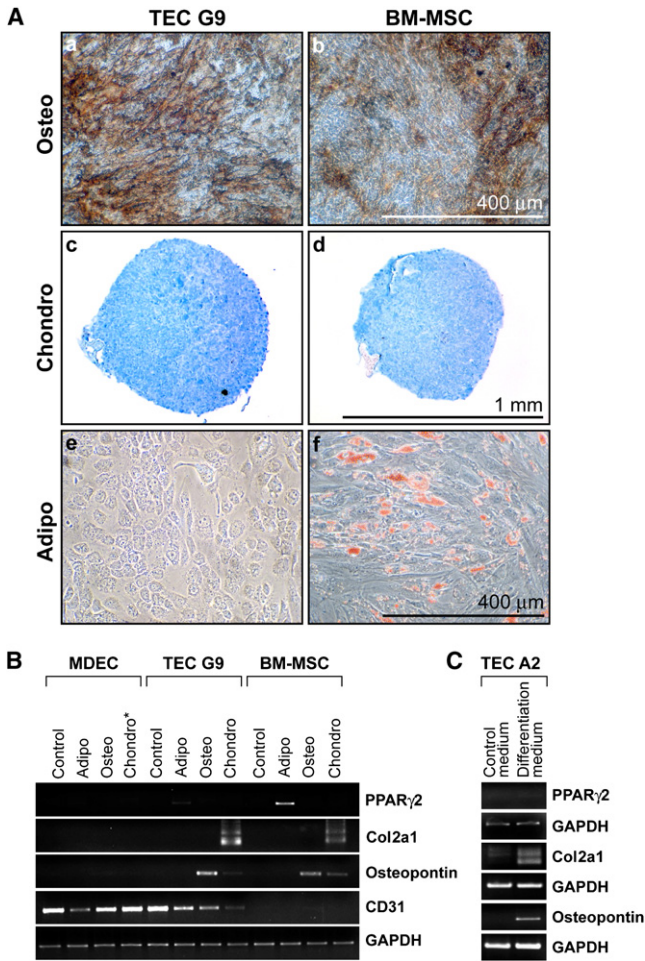 A
TEC G9 BM-MSC
Osteo
a b
400 μm
Chondro
c d
1 mm
Adipo
e f
400 μm
B
MDEC TEC G9 BM-MSC
Control Adipo Osteo Chondro* Control Adipo Osteo Chondro Control Adipo Osteo Chondro
PPARγ2
Col2a1
Osteopontin
CD31
GAPDH
C
TEC A2
Control medium Differentiation medium
PPARγ2
GAPDH
Col2a1
GAPDH
Osteopontin
GAPDH